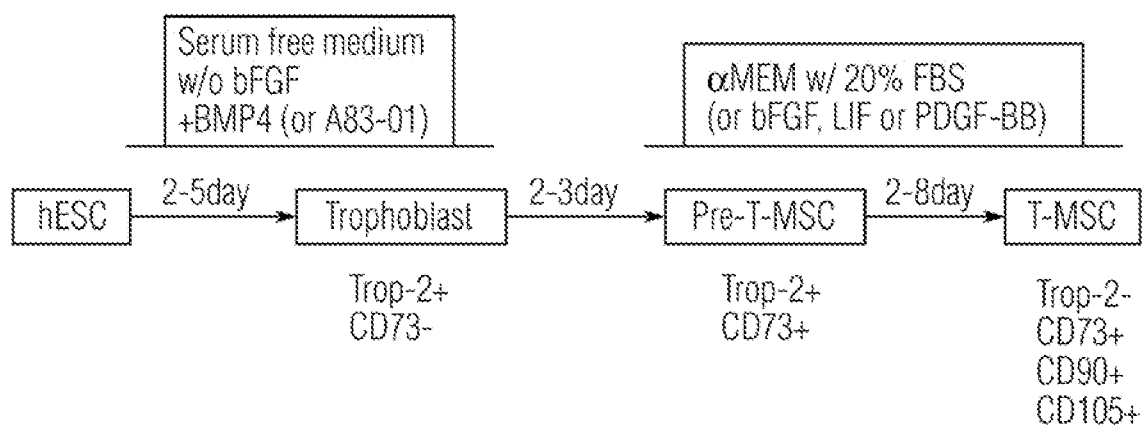 Serum free medium
w/o bFGF
+BMP4 (or A83-01)
αMEM w/ 20% FBS
(or bFGF, LIF or PDGF-BB)
hESC
2-5day
Trophoblast
2-3day
Pre-T-MSC
2-8day
T-MSC
Trop-2+
CD73-
Trop-2+
CD73+
Trop-2-
CD73+
CD90+
CD105+